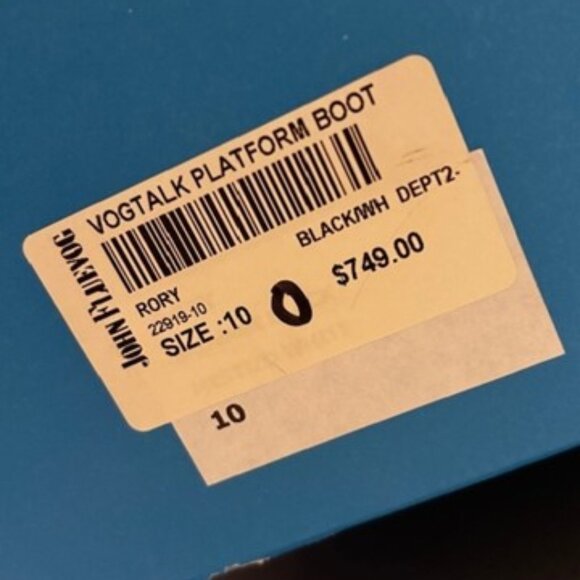 JOHN FLUEVOG
VOGTALK PLATFORM BOOT
BLACK/WH DEPT2-
RORY
22919-10
$749.00
SIZE :10
0
10